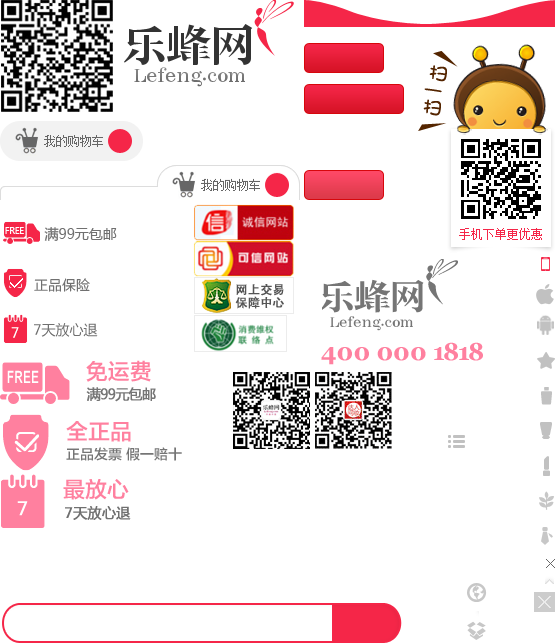 乐蜂网
Lefeng.com
扫
一
扫
我的购物车
我的购物车
手机下单更优惠
FREE
满99元包邮
正品保险
7
7天放心退
诚信网站
可信网站
网上交易
保障中心
消费维权
联络点
乐蜂网
Lefeng.com
400 000 1818
FREE
免运费
满99元包邮
全正品
正品发票 假一赔十
7
最放心
7天放心退